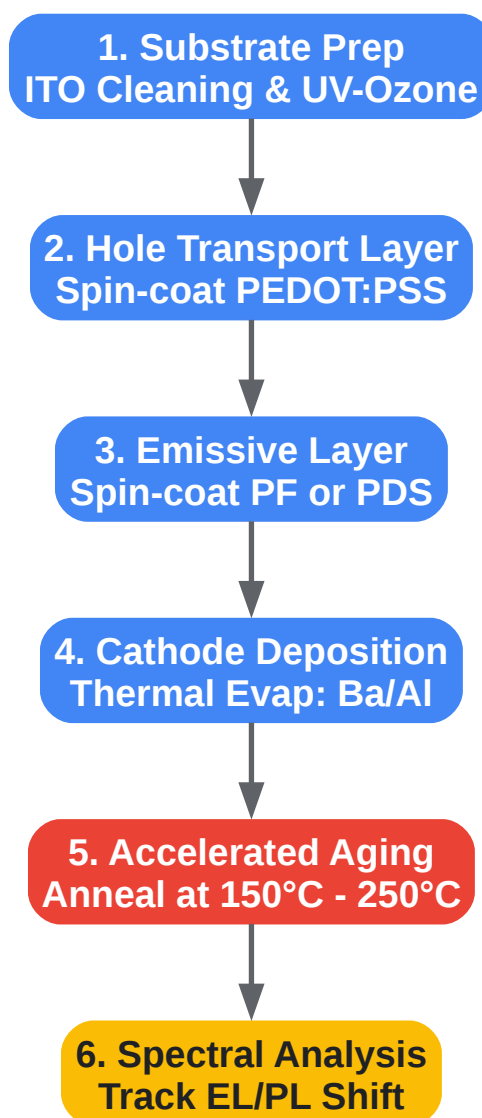 1. Substrate Prep
ITO Cleaning & UV-Ozone
2. Hole Transport Layer
Spin-coat PEDOT:PSS
3. Emissive Layer
Spin-coat PF or PDS
4. Cathode Deposition
Thermal Evap: Ba/Al
5. Accelerated Aging
Anneal at 150°C - 250°C
6. Spectral Analysis
Track EL/PL Shift